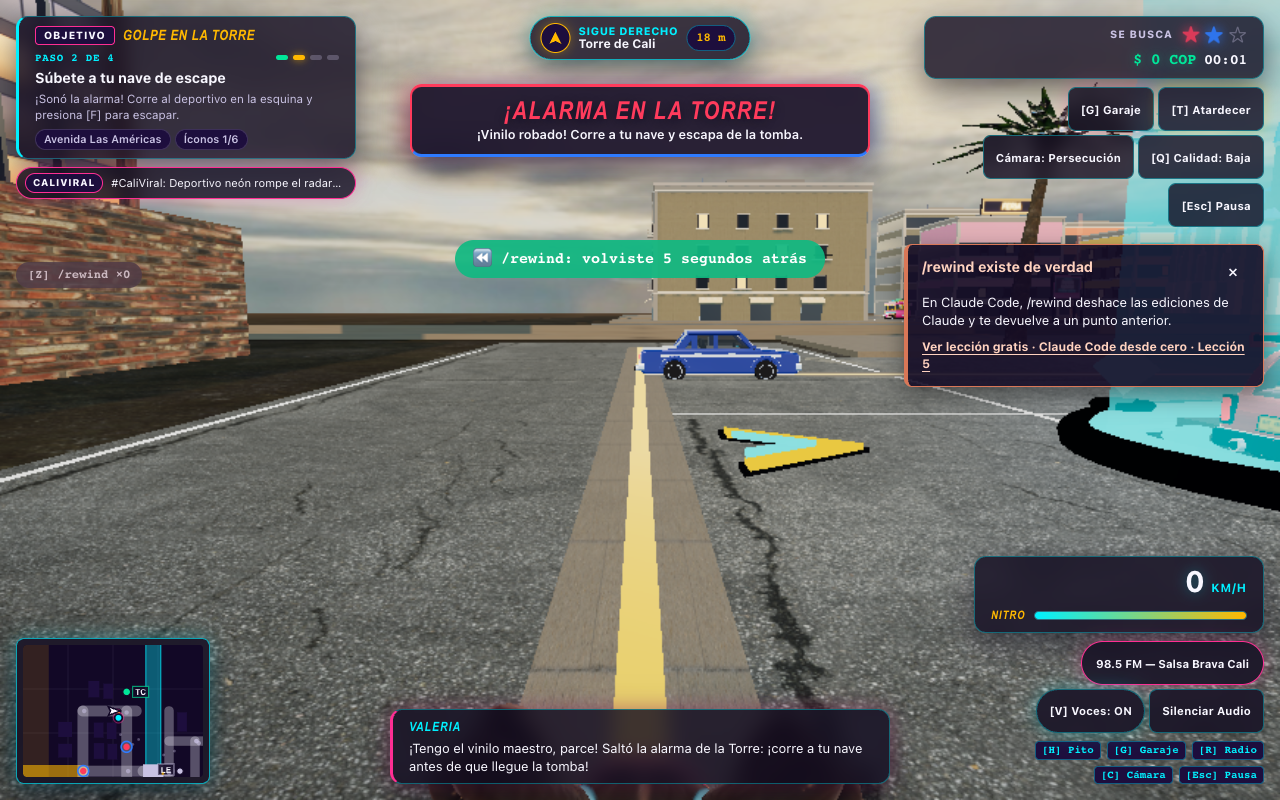 OBJETIVO GOLPE EN LA TORRE
PASO 2 DE 4
Súbete a tu nave de escape
¡Sonó la alarma! Corre al deportivo en la esquina y
presiona [F] para escapar.
Avenida Las Américas Íconos 1/6
CALIVIRAL #CaliViral: Deportivo neón rompe el radar...
[Z] /rewind ×0
SIGUE DERECHO
Torre de Cali
18 m
¡ALARMA EN LA TORRE!
¡Vinilo robado! Corre a tu nave y escapa de la tomba.
⏪ /rewind: volviste 5 segundos atrás
SE BUSCA
$ 0 COP 00:01
[G] Garaje [T] Atardecer
Cámara: Persecución [Q] Calidad: Baja
[Esc] Pausa
/rewind existe de verdad ×
En Claude Code, /rewind deshace las ediciones de
Claude y te devuelve a un punto anterior.
Ver lección gratis · Claude Code desde cero · Lección
5
0 KM/H
NITRO
98.5 FM — Salsa Brava Cali
[V] Voces: ON Silenciar Audio
[H] Pito [G] Garaje [R] Radio
[C] Cámara [Esc] Pausa
TC
LE
VALERIA
¡Tengo el vinilo maestro, parce! Saltó la alarma de la Torre: ¡corre a tu nave
antes de que llegue la tomba!